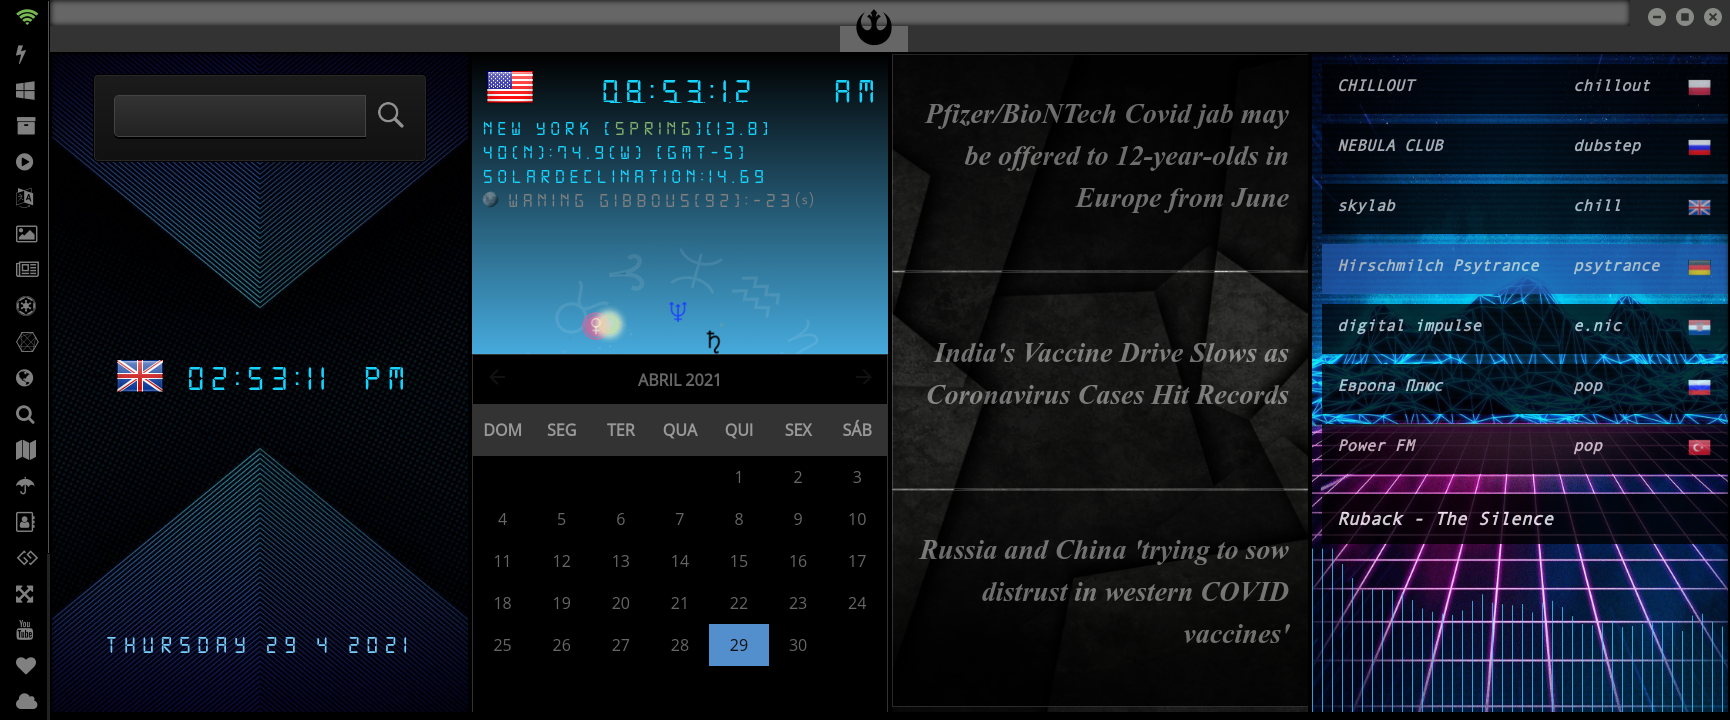 02:53:11 PM
THURSDAY 29 4 2021
08:53:12 AM
NEW YORK [SPRING][13.8]
40(N):74.9(W) (GMT-5)
SOLARDECLINATION:14.69
WANING GIBBOUS(92):-23(s)
ABRIL 2021
DOM SEG TER QUA QUI SEX SÁB
1 2 3
4 5 6 7 8 9 10
11 12 13 14 15 16 17
18 19 20 21 22 23 24
25 26 27 28 29 30
Pfizer/BioNTech Covid jab may
be offered to 12-year-olds in
Europe from June
India's Vaccine Drive Slows as
Coronavirus Cases Hit Records
Russia and China 'trying to sow
distrust in western COVID
vaccines'
CHILLOUT chillout
NEBULA CLUB dubstep
skylab chill
Hirschmilch Psytrance psytrance
digital impulse e.nic
Европа Плюс pop
Power FM pop
Ruback - The Silence
You
Tube